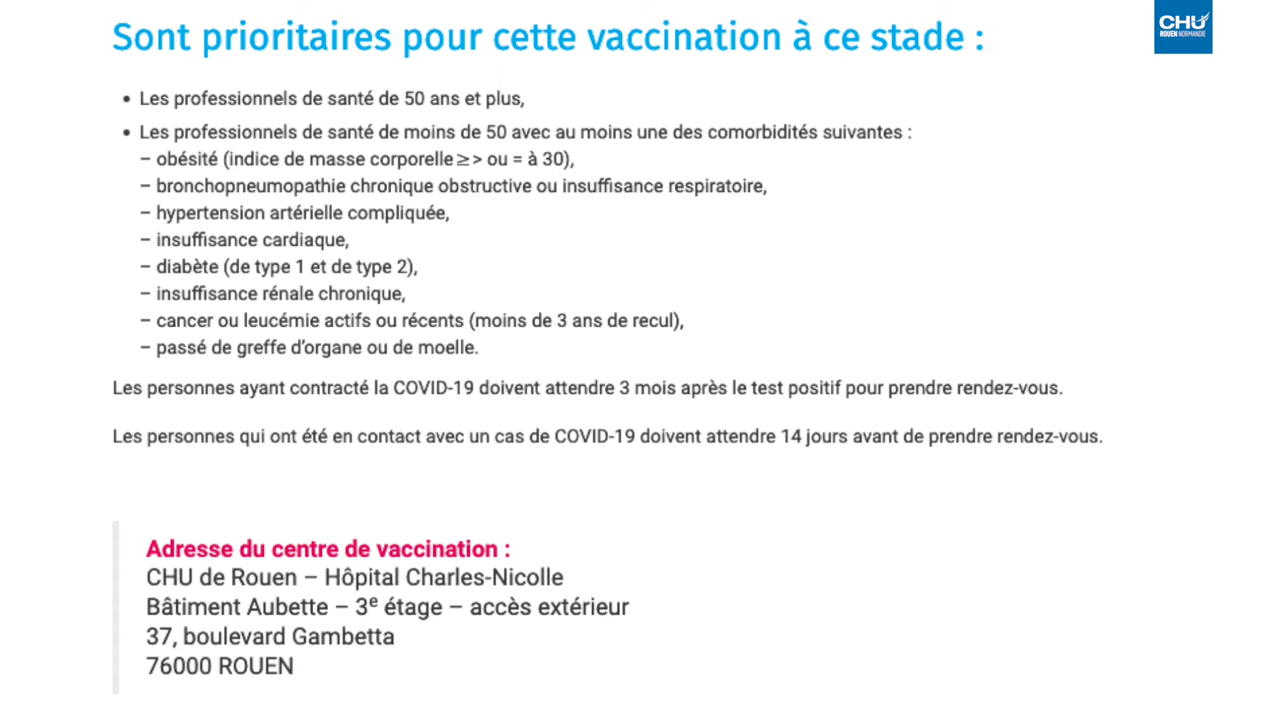 Sont prioritaires pour cette vaccination à ce stade :
CHU
ROUEN NORMANDIE
• Les professionnels de santé de 50 ans et plus,
• Les professionnels de santé de moins de 50 avec au moins une des comorbidités suivantes :
– obésité (indice de masse corporelle ≥> ou = à 30),
– bronchopneumopathie chronique obstructive ou insuffisance respiratoire,
– hypertension artérielle compliquée,
– insuffisance cardiaque,
– diabète (de type 1 et de type 2),
– insuffisance rénale chronique,
– cancer ou leucémie actifs ou récents (moins de 3 ans de recul),
– passé de greffe d’organe ou de moelle.
Les personnes ayant contracté la COVID-19 doivent attendre 3 mois après le test positif pour prendre rendez-vous.
Les personnes qui ont été en contact avec un cas de COVID-19 doivent attendre 14 jours avant de prendre rendez-vous.
Adresse du centre de vaccination :
CHU de Rouen – Hôpital Charles-Nicolle
Bâtiment Aubette – 3e étage – accès extérieur
37, boulevard Gambetta
76000 ROUEN